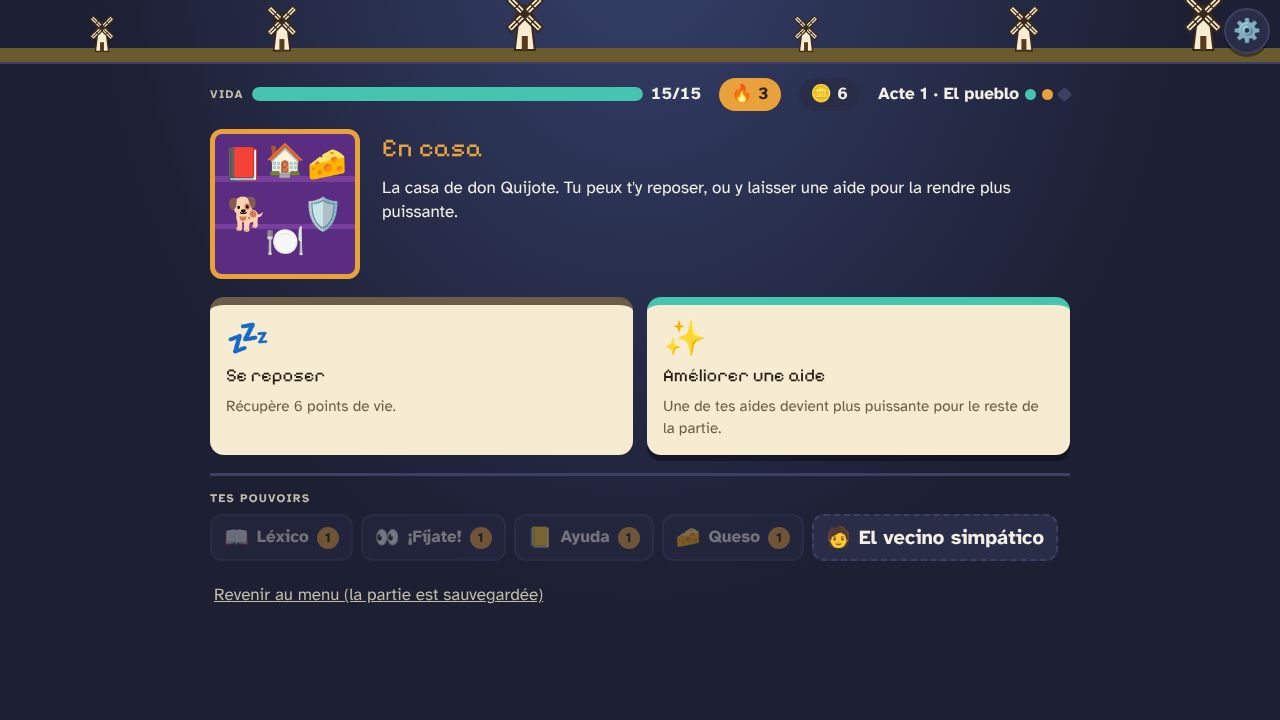 VIDA 15/15 3 6 Acte 1 · El pueblo
En casa
La casa de don Quijote. Tu peux t'y reposer, ou y laisser une aide pour la rendre plus
puissante.
Se reposer
Récupère 6 points de vie.
Améliorer une aide
Une de tes aides devient plus puissante pour le reste de
la partie.
TES POUVOIRS
Léxico 1 ¡Fíjate! 1 Ayuda 1 Queso 1 El vecino simpático
Revenir au menu (la partie est sauvegardée)